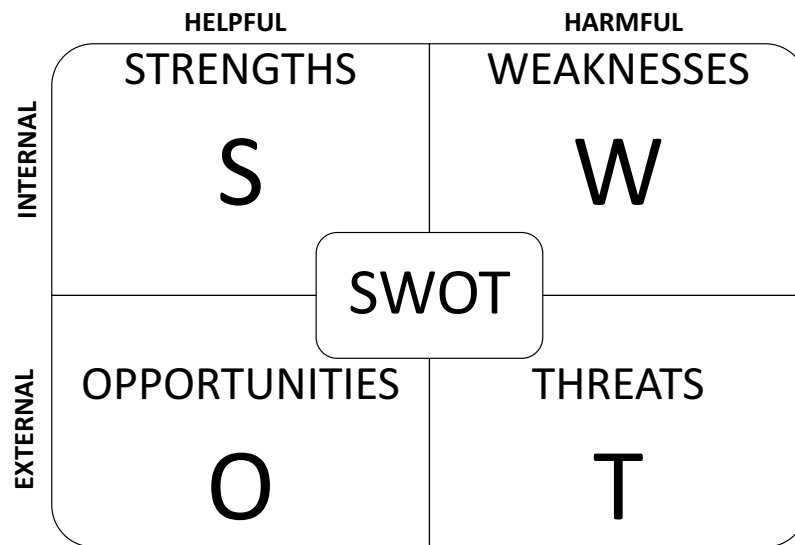 HELPFUL
HARMFUL
INTERNAL
STRENGTHS
S
WEAKNESSES
W
SWOT
EXTERNAL
OPPORTUNITIES
O
THREATS
T